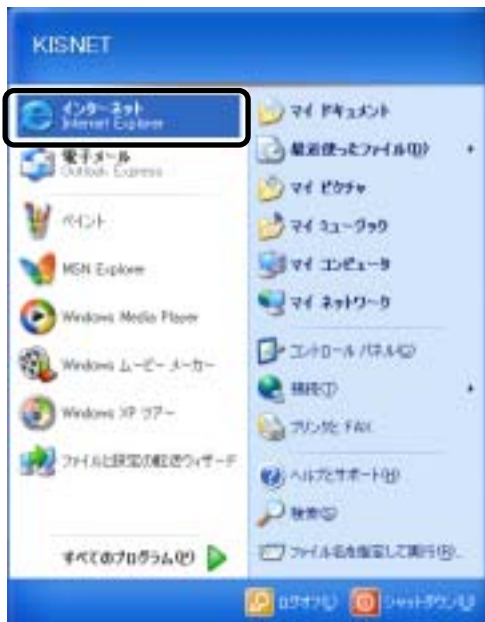 KISNET
インターネット
Internet Explorer
電子メール
Outlook Express
ペイント
MSN Explorer
Windows Media Player
Windows ムービー メーカー
Windows XP ツアー
ファイルと設定の転送ウィザード
すべてのプログラム(P)
マイ ドキュメント
最近使ったファイル(D)
マイ ピクチャ
マイ ミュージック
マイ コンピュータ
マイ ネットワーク
コントロール パネル(C)
接続(T)
プリンタと FAX
ヘルプとサポート(H)
検索(S)
ファイル名を指定して実行(R)...
ログオフ(L)
シャットダウン(U)